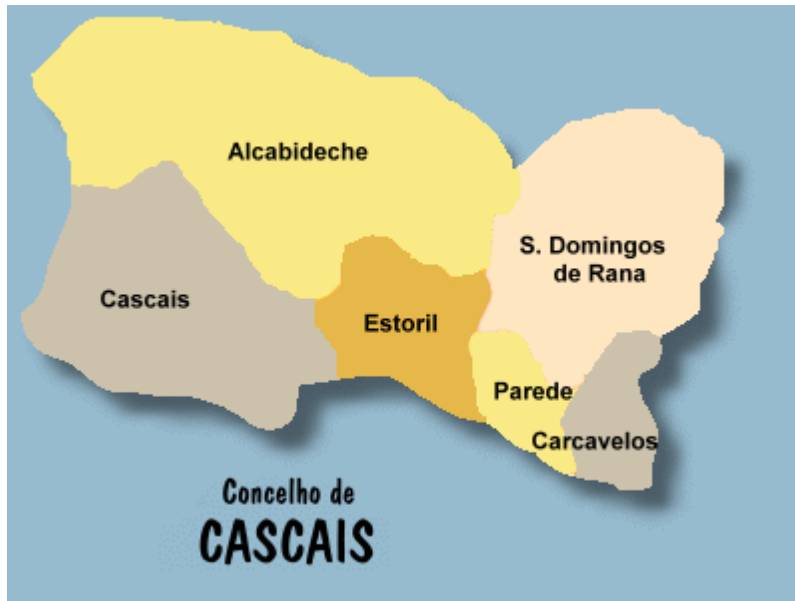 Alcabideche
S. Domingos
de Rana
Cascais
Estoril
Parede
Carcavelos
Concelho de
CASCAIS